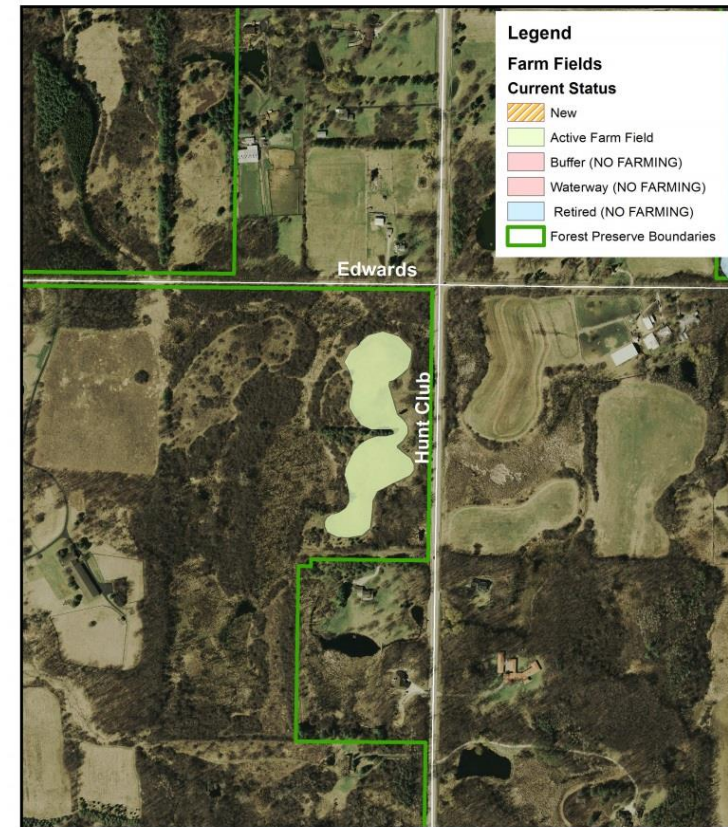 Legend
Farm Fields
Current Status
New
Active Farm Field
Buffer (NO FARMING)
Waterway (NO FARMING)
Retired (NO FARMING)
Forest Preserve Boundaries
Edwards
Hunt Club